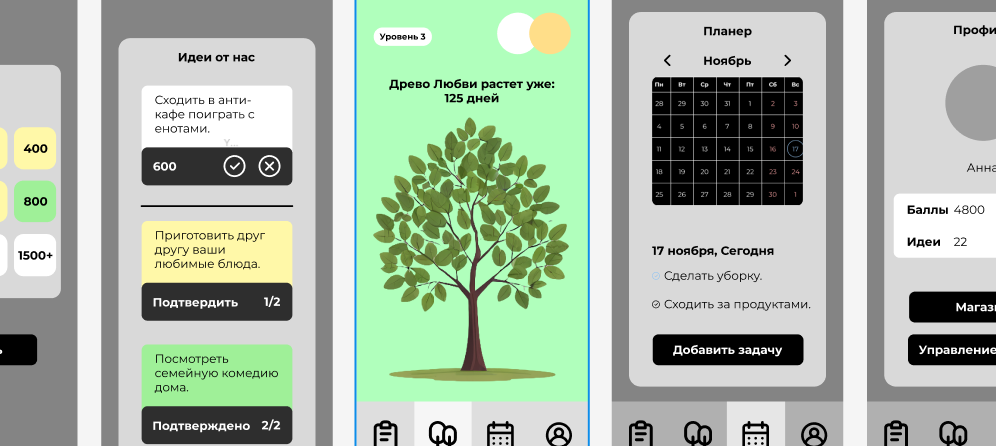 400
800
1500+
Идеи от нас
Сходить в анти-
кафе поиграть с
енотами.
600
Приготовить друг
другу ваши
любимые блюда.
Подтвердить 1/2
Посмотреть
семейную комедию
дома.
Подтверждено 2/2
Уровень 3
Древо Любви растет уже:
125 дней
Планер
Ноябрь
Пн Вт Ср Чт Пт Сб Вс
28 29 30 31 1 2 3
4 5 6 7 8 9 10
11 12 13 14 15 16 17
18 19 20 21 22 23 24
25 26 27 28 29 30 1
17 ноября, Сегодня
Сделать уборку.
Сходить за продуктами.
Добавить задачу
Профи
Анна
Баллы 4800
Идеи 22
Магаз
Управление